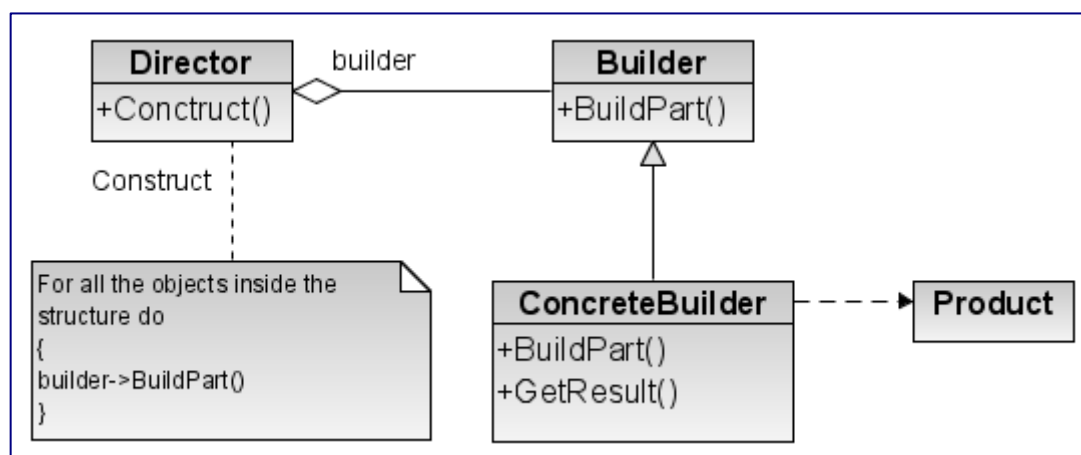 Director
+Conctruct()
builder
Builder
+BuildPart()
Construct
For all the objects inside the
structure do
{
builder->BuildPart()
}
ConcreteBuilder
+BuildPart()
+GetResult()
Product